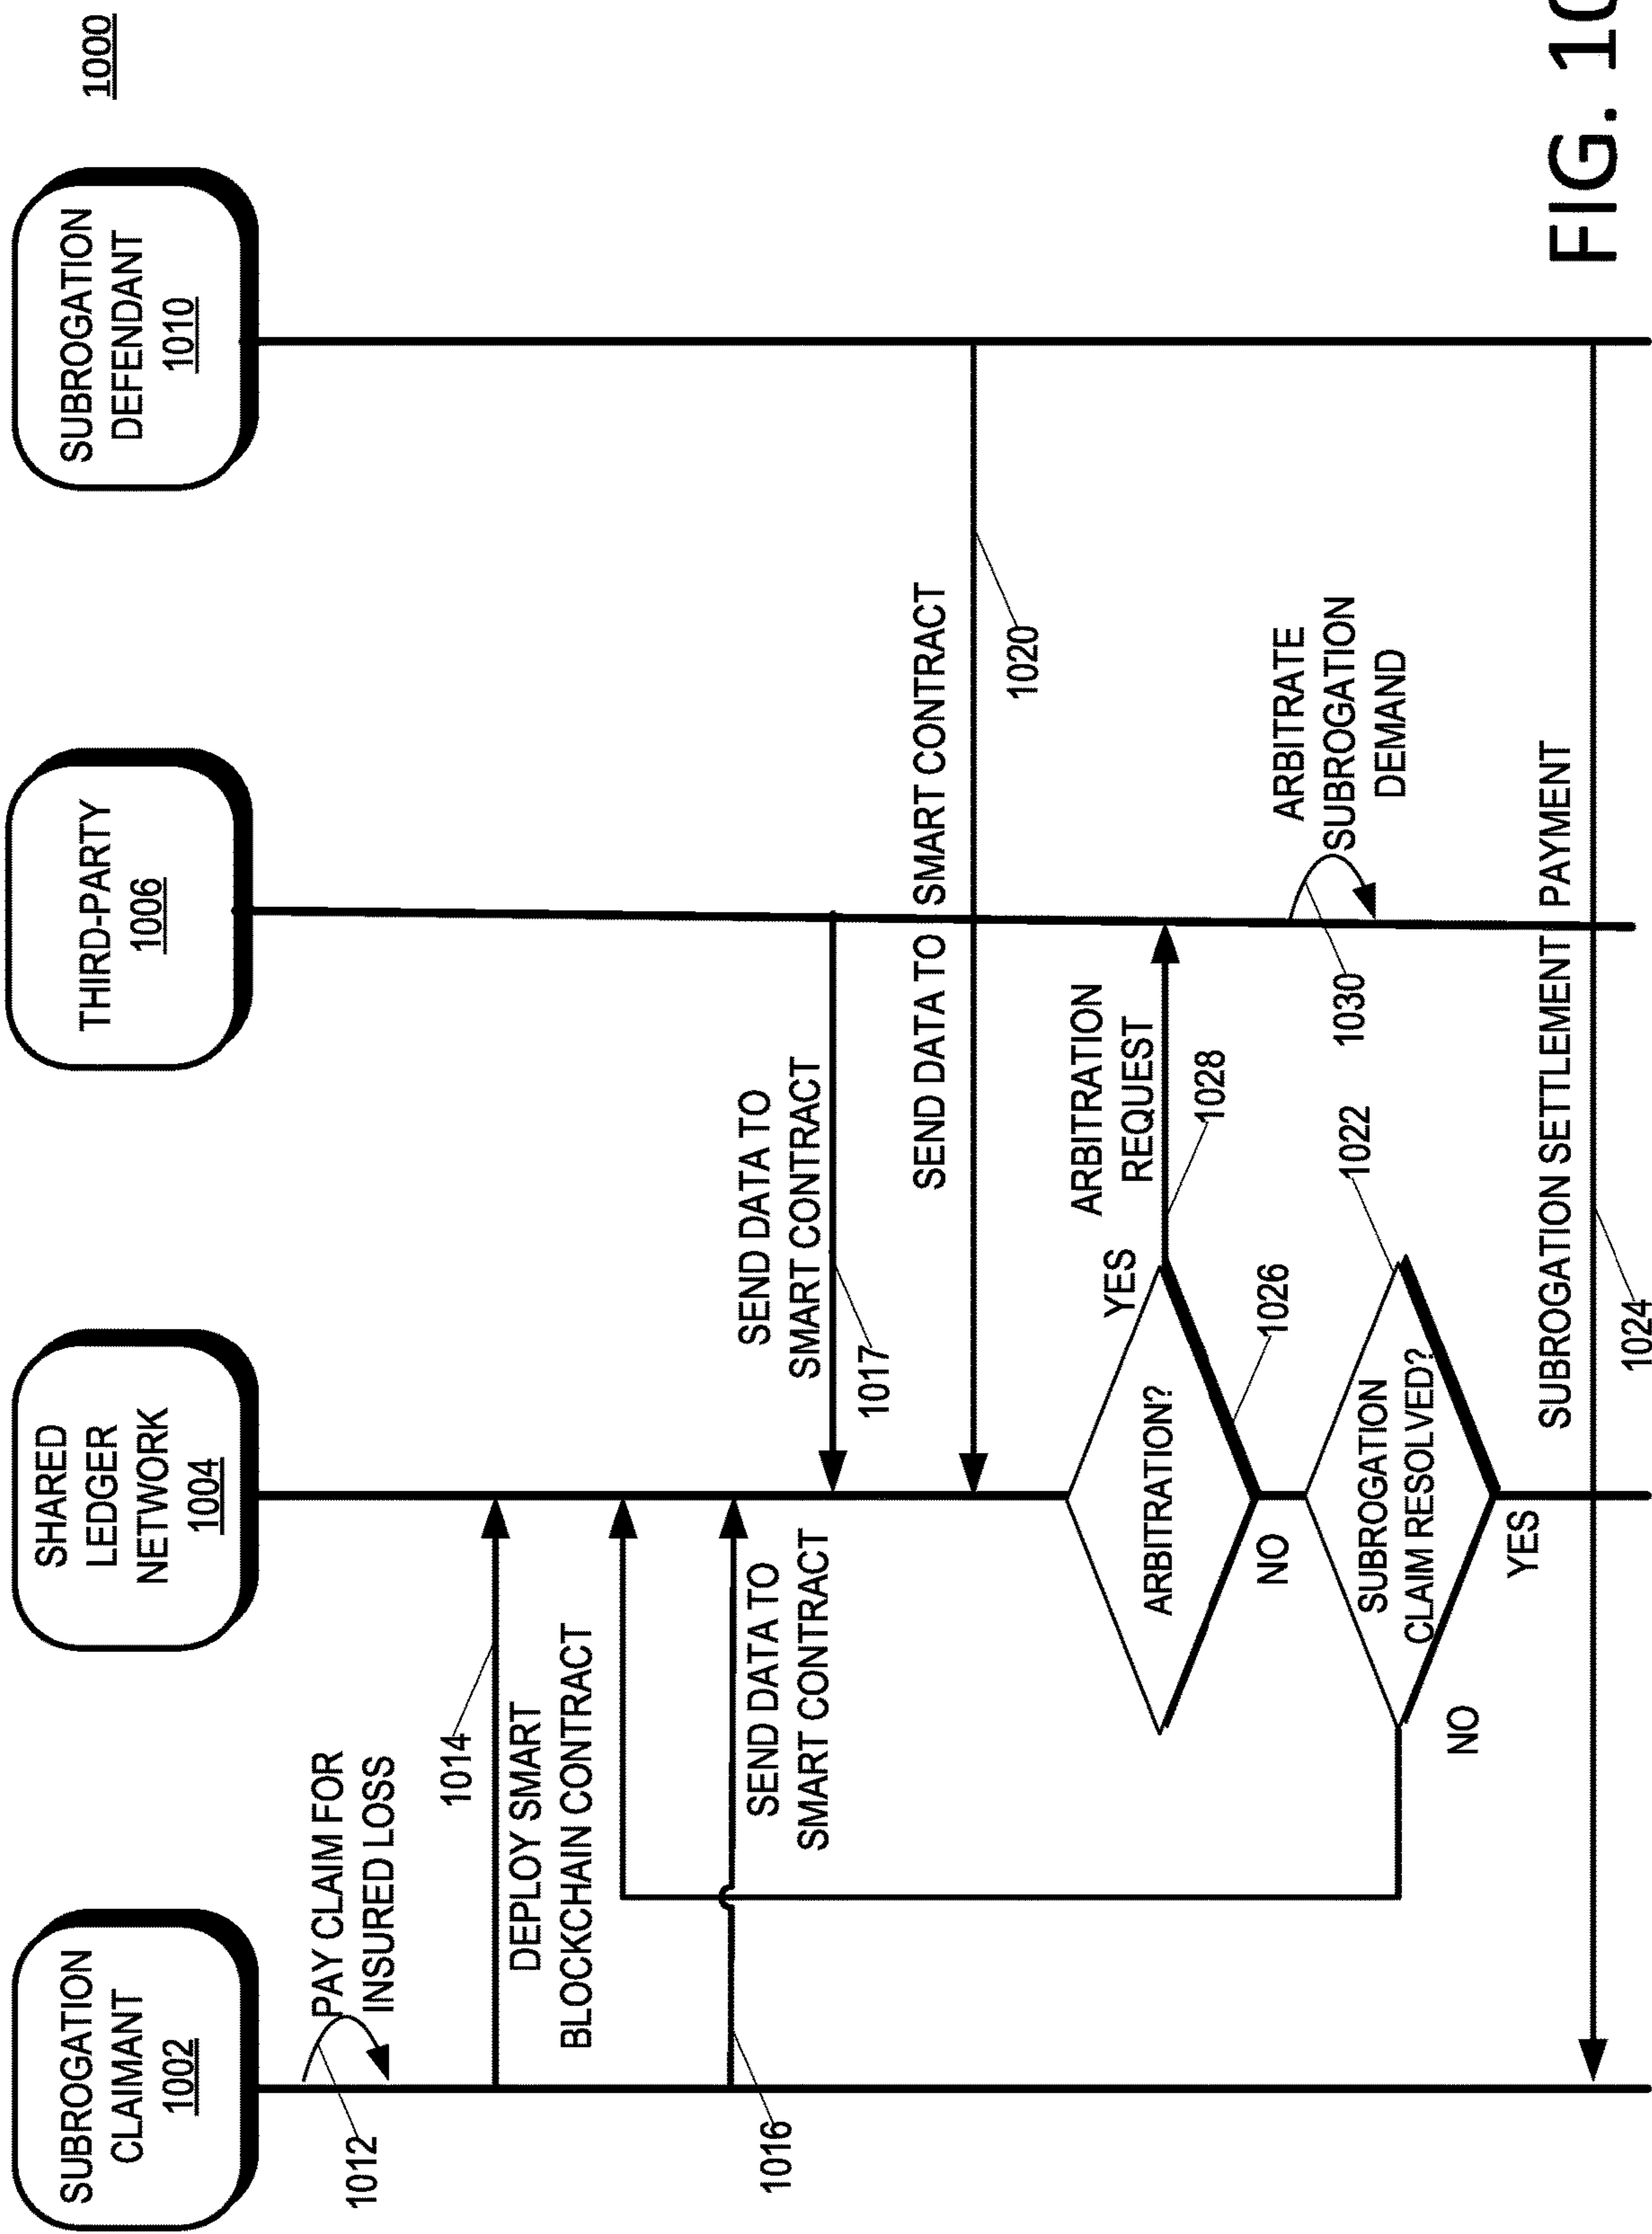 1000
SUBROGATION
CLAIMANT
1002
SHARED
LEDGER
NETWORK
1004
THIRD-PARTY
1006
SUBROGATION
DEFENDANT
1010
PAY CLAIM FOR
INSURED LOSS
1012
1014
DEPLOY SMART
BLOCKCHAIN CONTRACT
SEND DATA TO
SMART CONTRACT
1016
SEND DATA TO
SMART CONTRACT
1017
SEND DATA TO SMART CONTRACT
1020
ARBITRATION?
YES
NO
1026
ARBITRATION
REQUEST
1028
ARBITRATE
SUBROGATION
DEMAND
1030
SUBROGATION
CLAIM RESOLVED?
1022
NO
YES
SUBROGATION SETTLEMENT PAYMENT
1024
FIG. 10